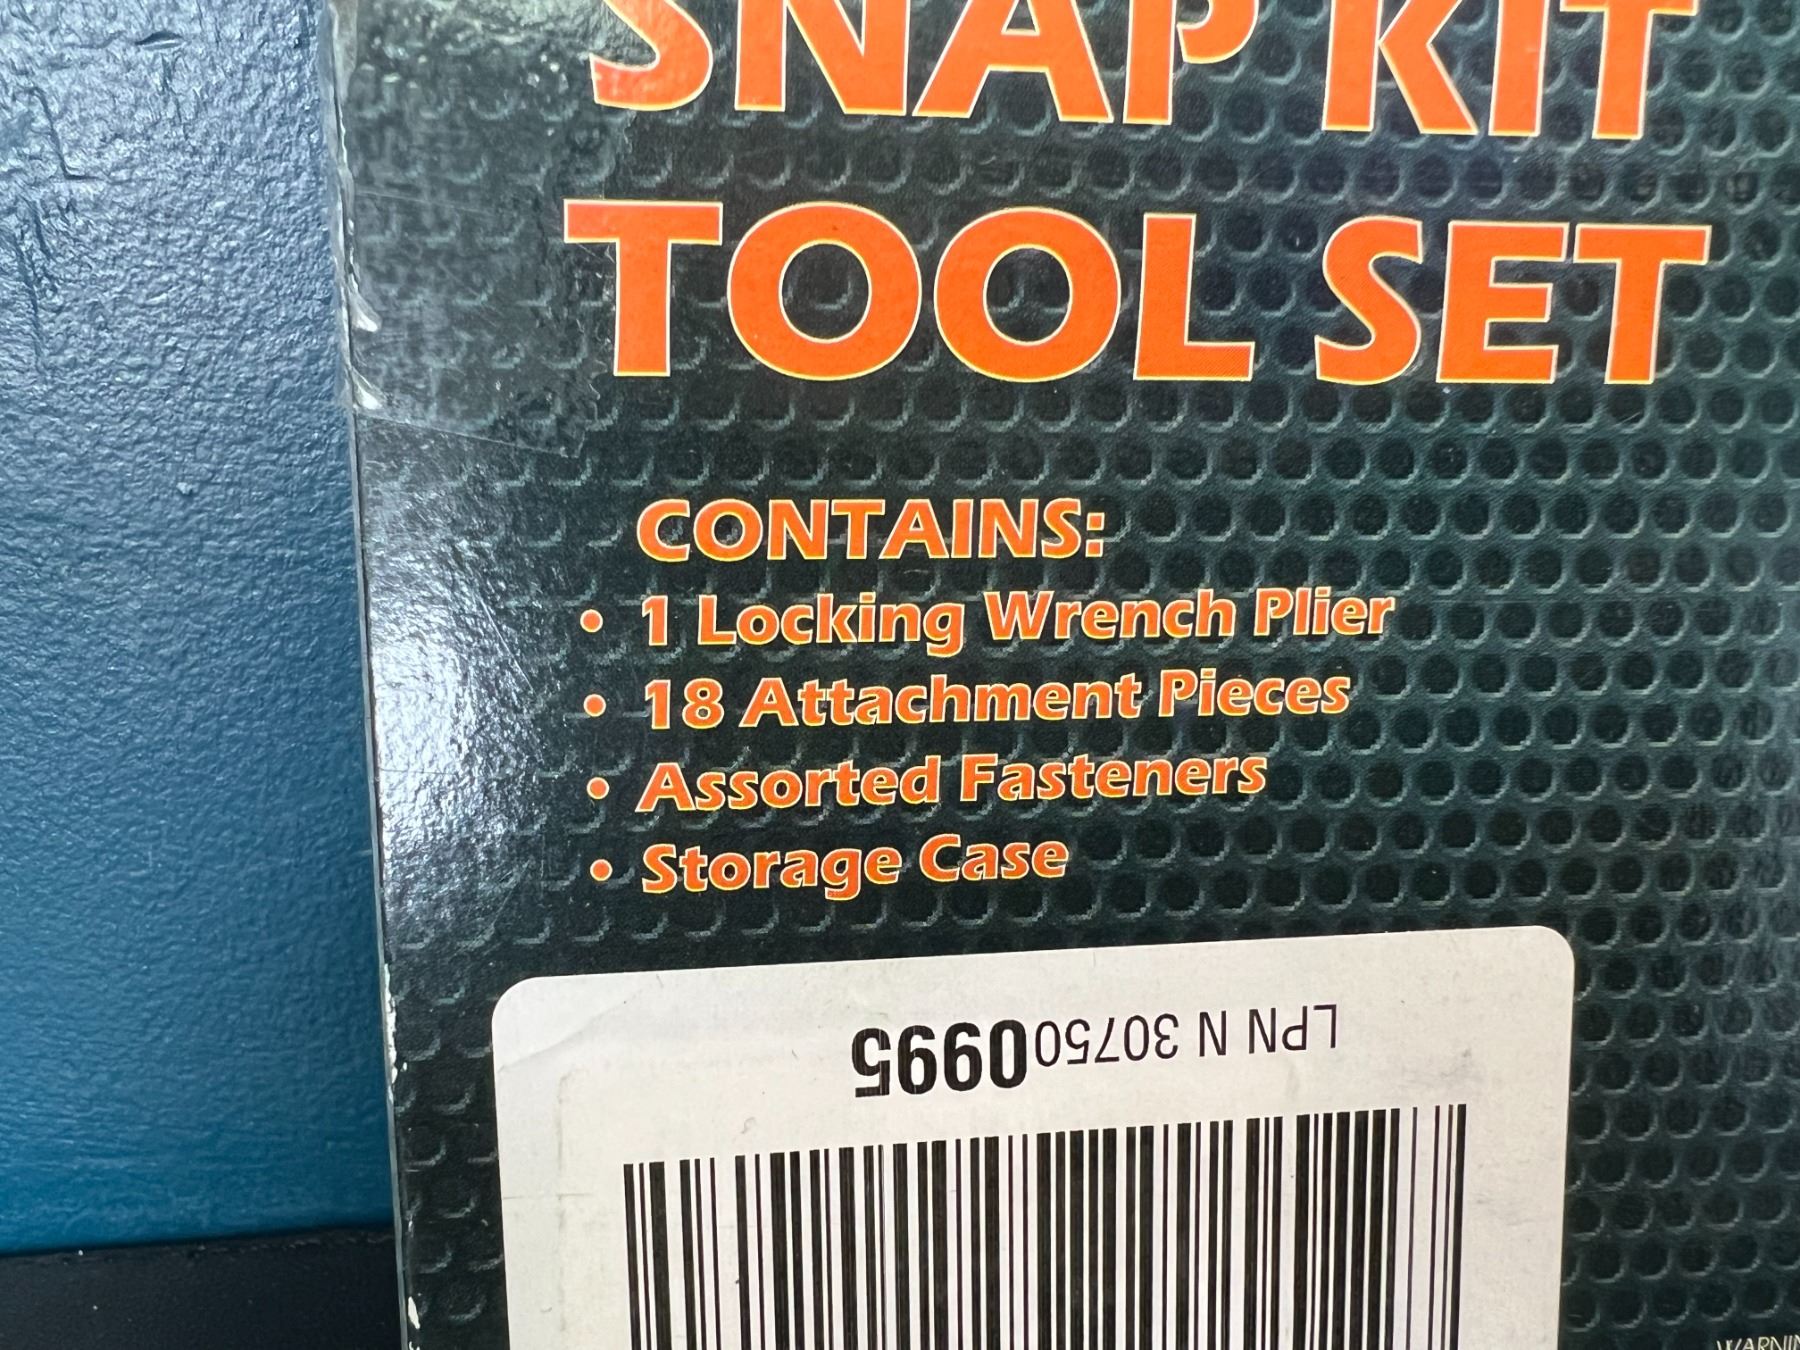 SNAP KIT
TOOL SET
CONTAINS:
• 1 Locking Wrench Plier
• 18 Attachment Pieces
• Assorted Fasteners
• Storage Case
LPN N 307500995